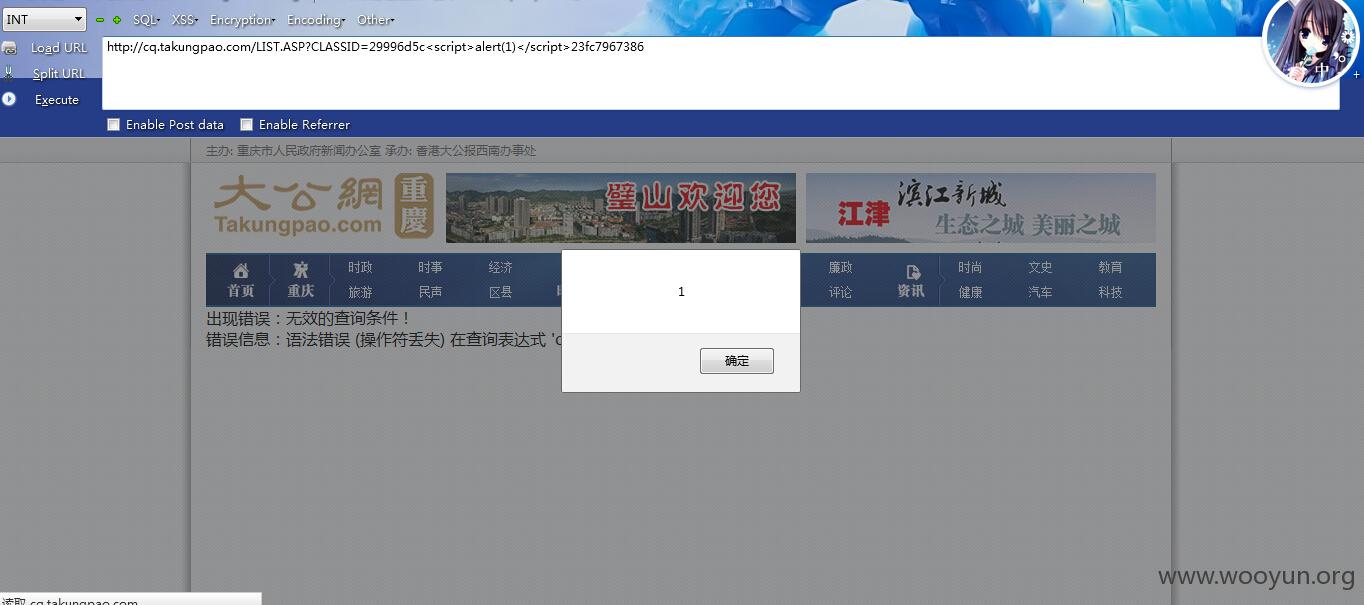 INT SQL XSS Encryption Encoding Other
Load URL
http://cq.takungpao.com/LIST.ASP?CLASSID=29996d5c<script>alert(1)</script>23fc7967386
Split URL
Execute
Enable Post data Enable Referrer
中
主办: 重庆市人民政府新闻办公室 承办: 香港大公报西南办事处
大公網 重慶
Takungpao.com
璧山欢迎您
江津 滨江新城
生态之城 美丽之城
首页 重庆 时政 时事 经济 廉政 资讯 时尚 文史 教育
旅游 民声 区县 评论 健康 汽车 科技
1
确定
出现错误：无效的查询条件！
错误信息：语法错误 (操作符丢失) 在查询表达式
www.wooyun.org
读取 cq.takungpao.com